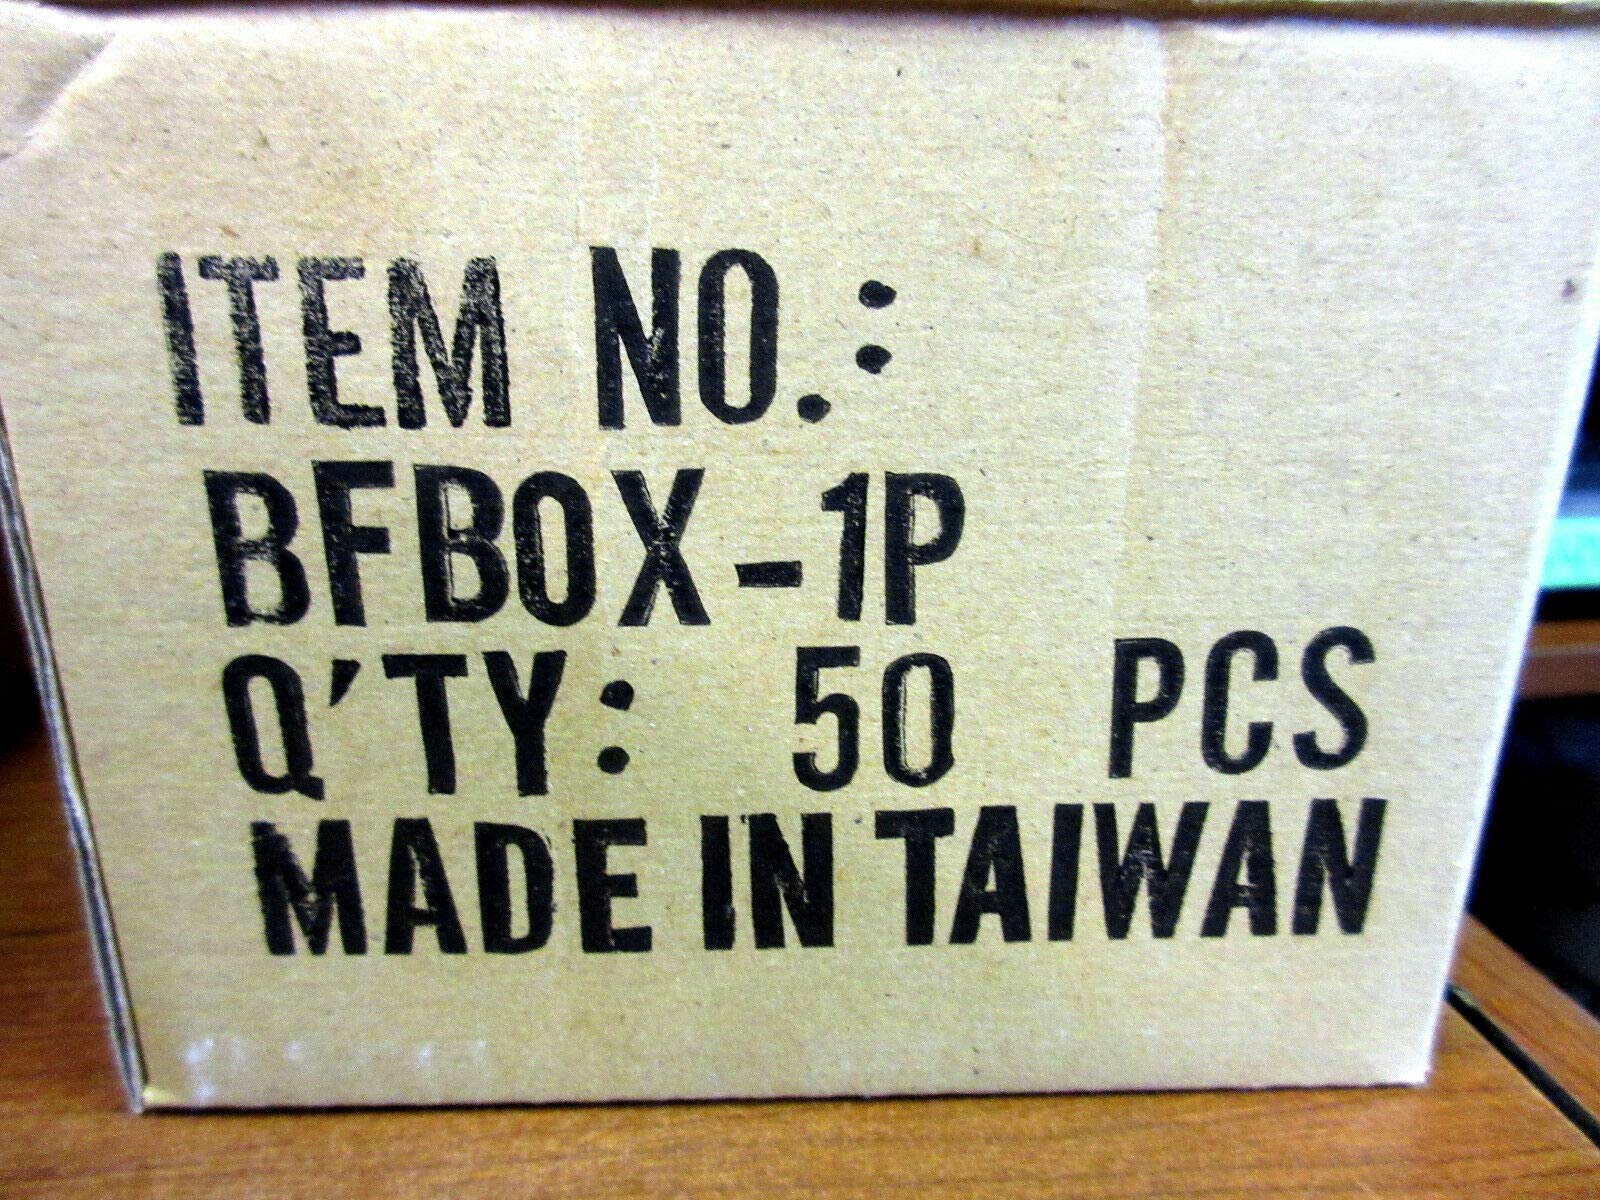 ITEM NO.:
BFBOX-1P
Q'TY: 50 PCS
MADE IN TAIWAN